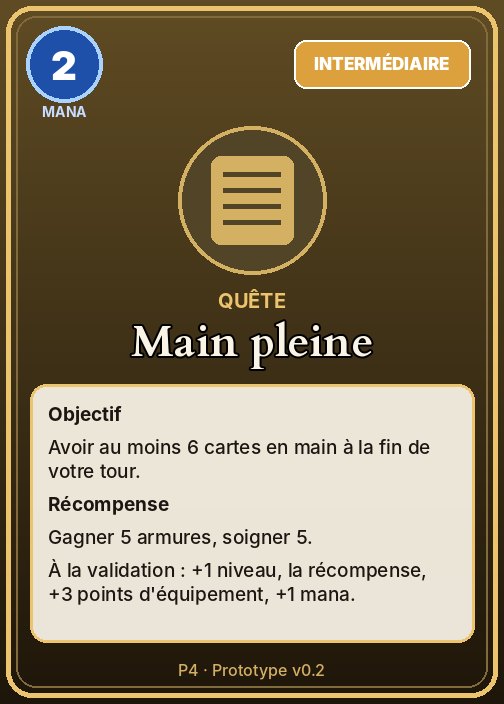 2
MANA
INTERMÉDIAIRE
QUÊTE
Main pleine
Objectif
Avoir au moins 6 cartes en main à la fin de
votre tour.
Récompense
Gagner 5 armures, soigner 5.
À la validation : +1 niveau, la récompense,
+3 points d'équipement, +1 mana.
P4 · Prototype v0.2